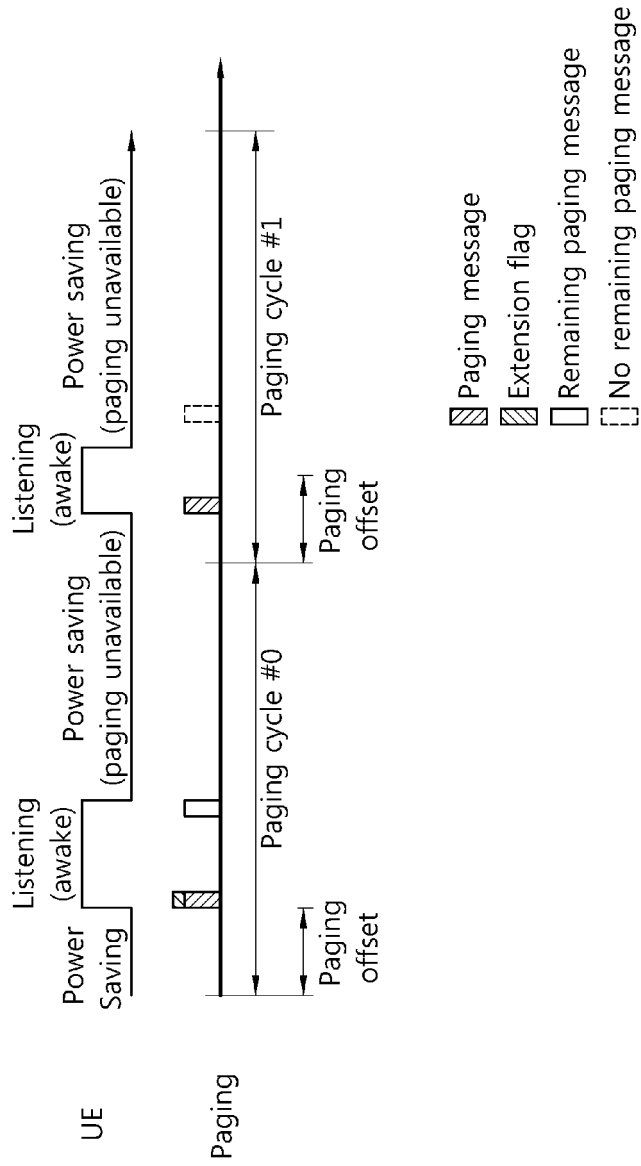 UE
Power
Saving
Listening
(awake)
Power saving
(paging unavailable)
Listening
(awake)
Power saving
(paging unavailable)
Paging
Paging cycle #0
Paging cycle #1
Paging
offset
Paging
offset
Paging message
Extension flag
Remaining paging message
No remaining paging message